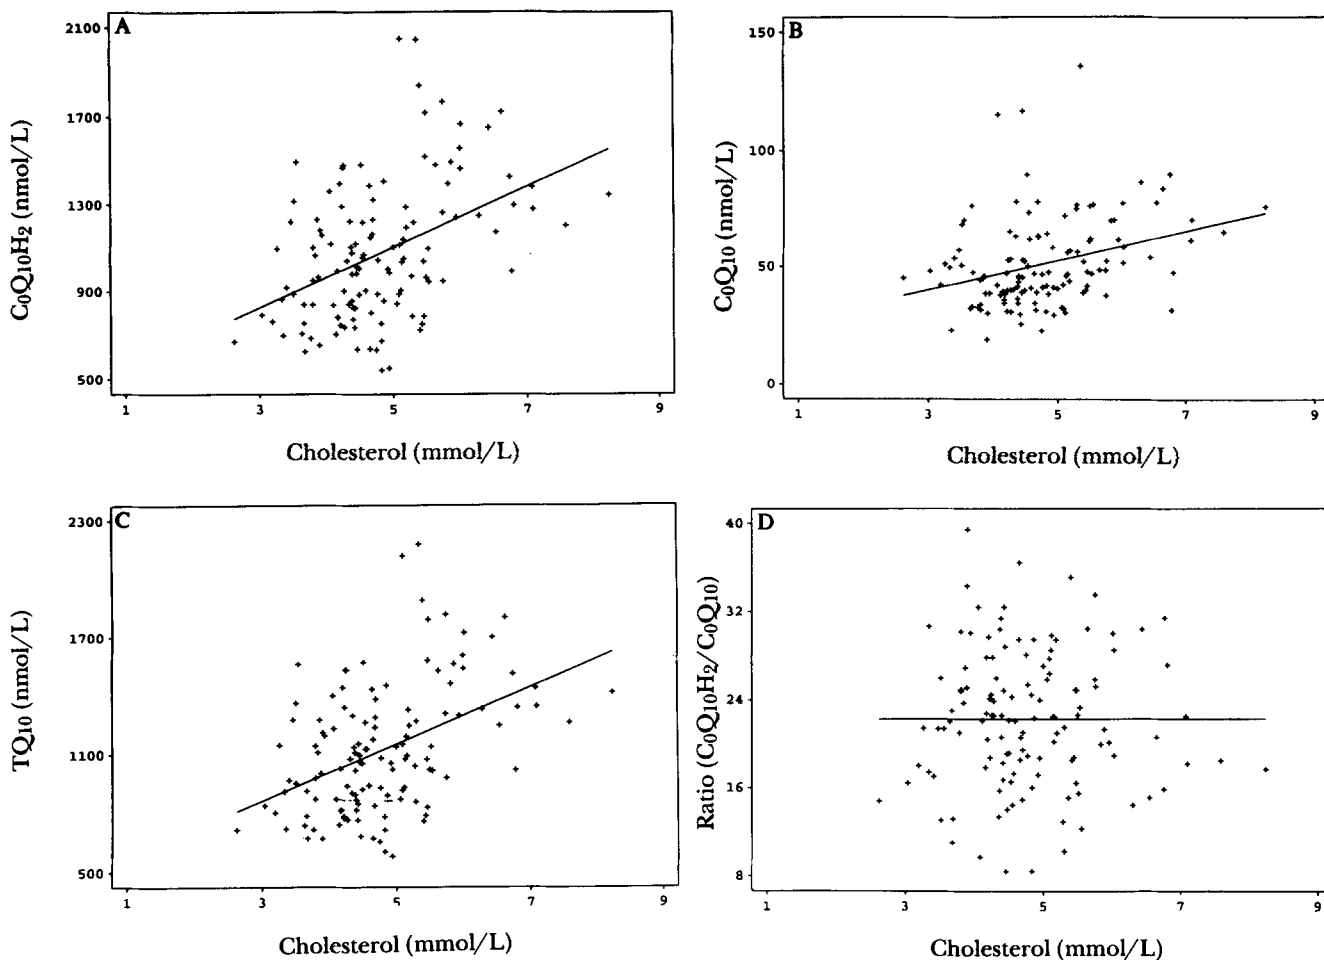 A
2100
1700
1300
900
500
C₀Q₁₀H₂ (nmol/L)
1 3 5 7 9
Cholesterol (mmol/L)
B
150
100
50
0
C₀Q₁₀ (nmol/L)
1 3 5 7 9
Cholesterol (mmol/L)
C
2300
1700
1100
500
TQ₁₀ (nmol/L)
1 3 5 7 9
Cholesterol (mmol/L)
D
40
32
24
16
8
Ratio (C₀Q₁₀H₂/C₀Q₁₀)
1 3 5 7 9
Cholesterol (mmol/L)